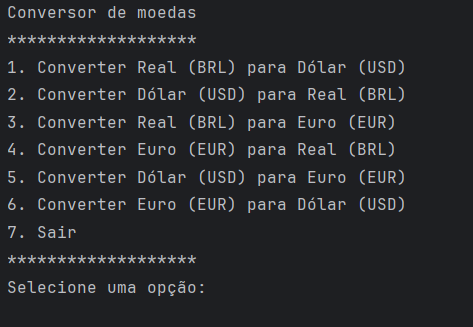 Conversor de moedas
*******************
1. Converter Real (BRL) para Dólar (USD)
2. Converter Dólar (USD) para Real (BRL)
3. Converter Real (BRL) para Euro (EUR)
4. Converter Euro (EUR) para Real (BRL)
5. Converter Dólar (USD) para Euro (EUR)
6. Converter Euro (EUR) para Dólar (USD)
7. Sair
*******************
Selecione uma opção: